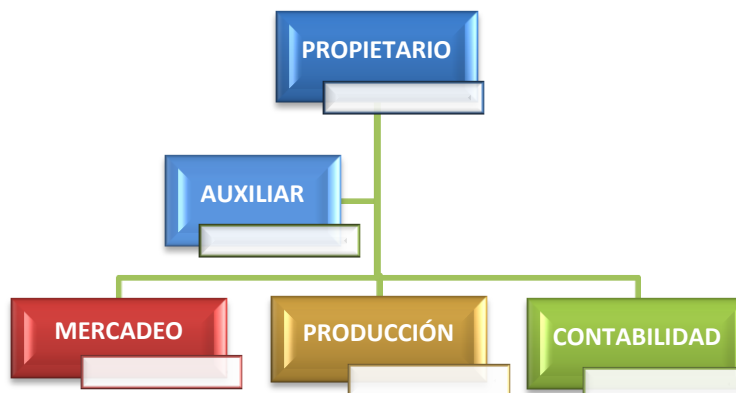 PROPIETARIO
AUXILIAR
MERCADEO
PRODUCCIÓN
CONTABILIDAD